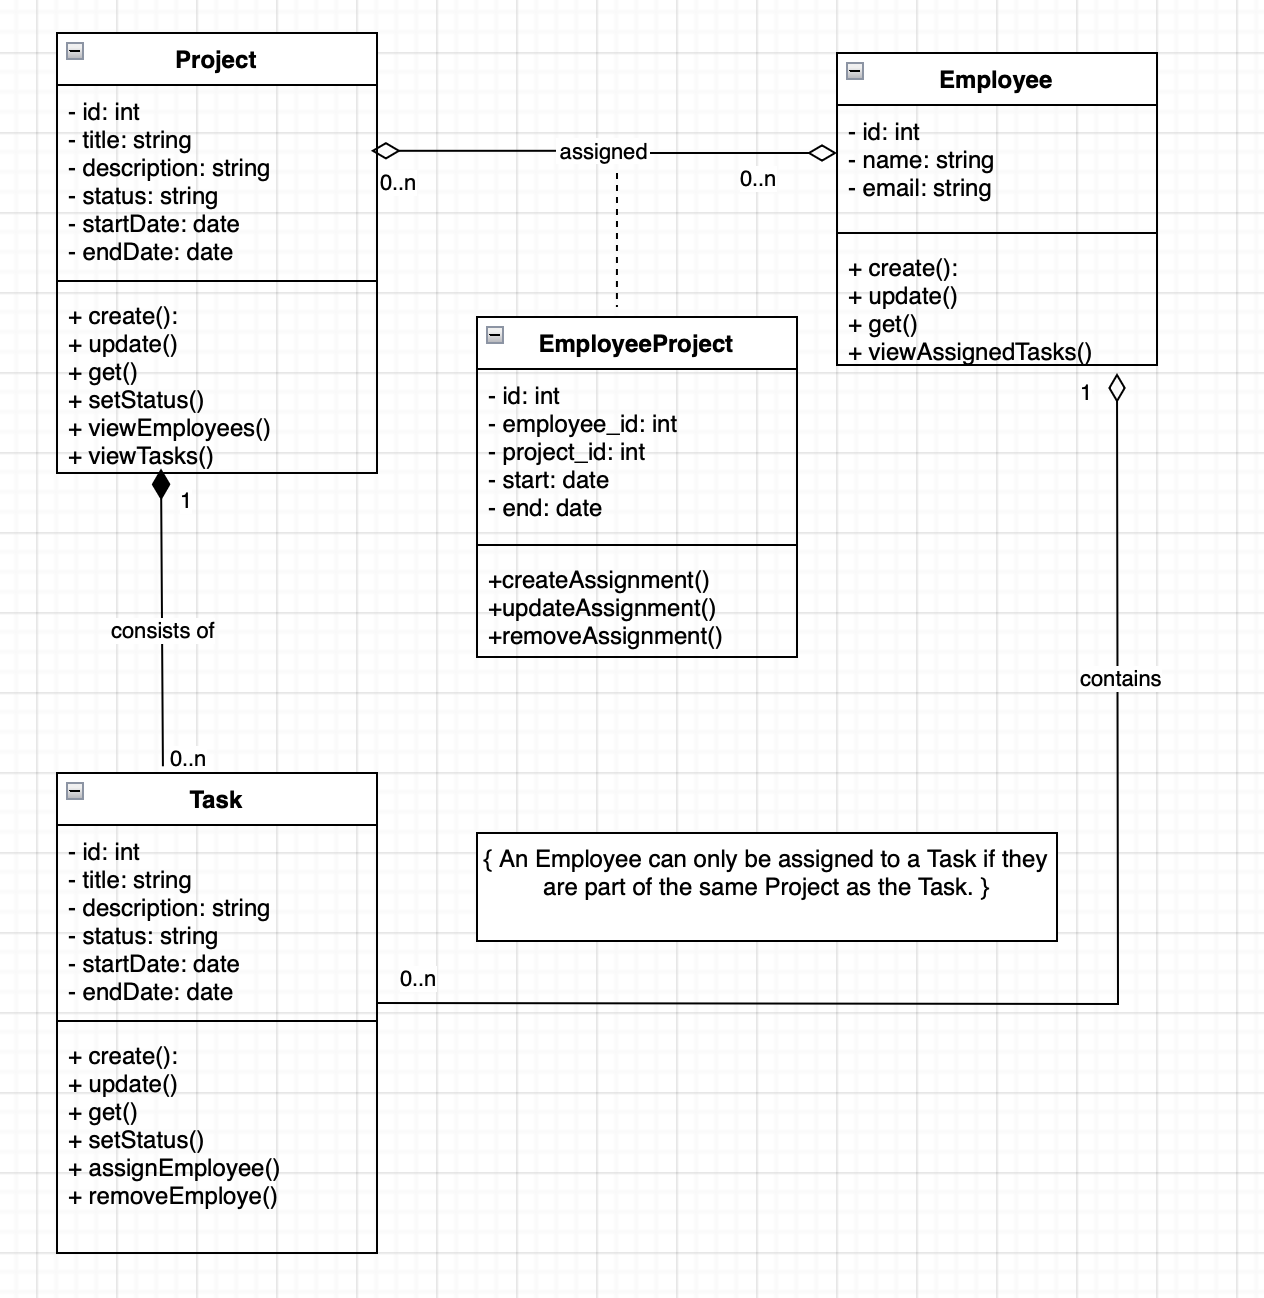 Project
- id: int
- title: string
- description: string
- status: string
- startDate: date
- endDate: date
+ create():
+ update()
+ get()
+ setStatus()
+ viewEmployees()
+ viewTasks()
assigned
0..n
0..n
Employee
- id: int
- name: string
- email: string
+ create():
+ update()
+ get()
+ viewAssignedTasks()
EmployeeProject
- id: int
- employee_id: int
- project_id: int
- start: date
- end: date
+createAssignment()
+updateAssignment()
+removeAssignment()
1
consists of
0..n
1
contains
0..n
Task
- id: int
- title: string
- description: string
- status: string
- startDate: date
- endDate: date
+ create():
+ update()
+ get()
+ setStatus()
+ assignEmployee()
+ removeEmploye()
{ An Employee can only be assigned to a Task if they
are part of the same Project as the Task. }